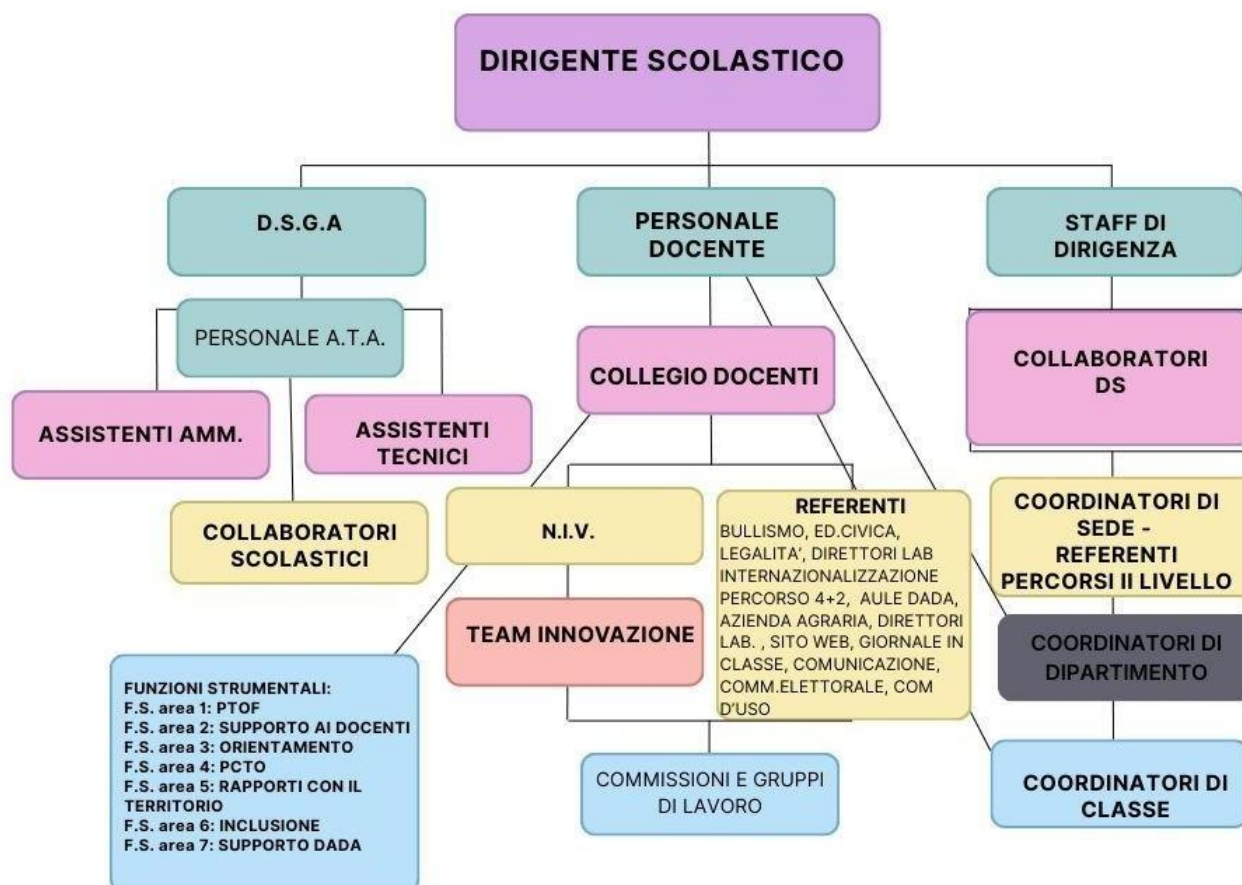 DIRIGENTE SCOLASTICO
D.S.G.A
PERSONALE
DOCENTE
STAFF DI
DIRIGENZA
PERSONALE A.T.A.
COLLEGIO DOCENTI
COLLABORATORI
DS
ASSISTENTI AMM.
ASSISTENTI
TECNICI
COLLABORATORI
SCOLASTICI
N.I.V.
REFERENTI
BULLISMO, ED.CIVICA,
LEGALITA', DIRETTORI LAB
INTERNAZIONALIZZAZIONE
PERCORSO 4+2, AULE DADA,
AZIENDA AGRARIA, DIRETTORI
LAB. , SITO WEB, GIORNALE IN
CLASSE, COMUNICAZIONE,
COMM.ELETTORALE, COM
D'USO
COORDINATORI DI
SEDE -
REFERENTI
PERCORSI II LIVELLO
TEAM INNOVAZIONE
COORDINATORI DI
DIPARTIMENTO
FUNZIONI STRUMENTALI:
F.S. area 1: PTOF
F.S. area 2: SUPPORTO AI DOCENTI
F.S. area 3: ORIENTAMENTO
F.S. area 4: PCTO
F.S. area 5: RAPPORTI CON IL
TERRITORIO
F.S. area 6: INCLUSIONE
F.S. area 7: SUPPORTO DADA
COMMISSIONI E GRUPPI
DI LAVORO
COORDINATORI DI
CLASSE